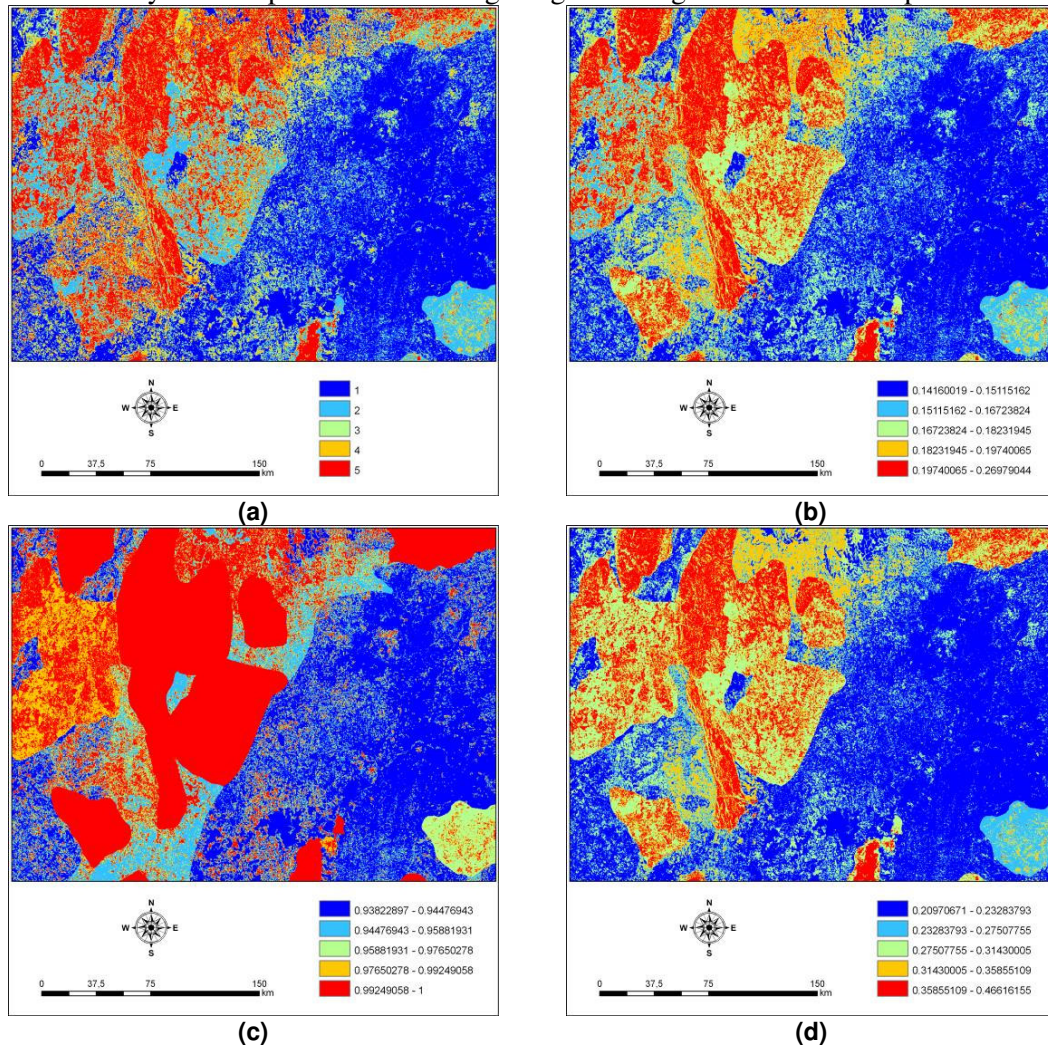 N
W E
S
0 37,5 75 150
km
1
2
3
4
5
(a)
N
W E
S
0 37,5 75 150
km
0.14160019 - 0.15115162
0.15115162 - 0.16723824
0.16723824 - 0.18231945
0.18231945 - 0.19740065
0.19740065 - 0.26979044
(b)
N
W E
S
0 37,5 75 150
km
0.93822897 - 0.94476943
0.94476943 - 0.95881931
0.95881931 - 0.97650278
0.97650278 - 0.99249058
0.99249058 - 1
(c)
N
W E
S
0 37,5 75 150
km
0.20970671 - 0.23283793
0.23283793 - 0.27507755
0.27507755 - 0.31430005
0.31430005 - 0.35855109
0.35855109 - 0.46616155
(d)